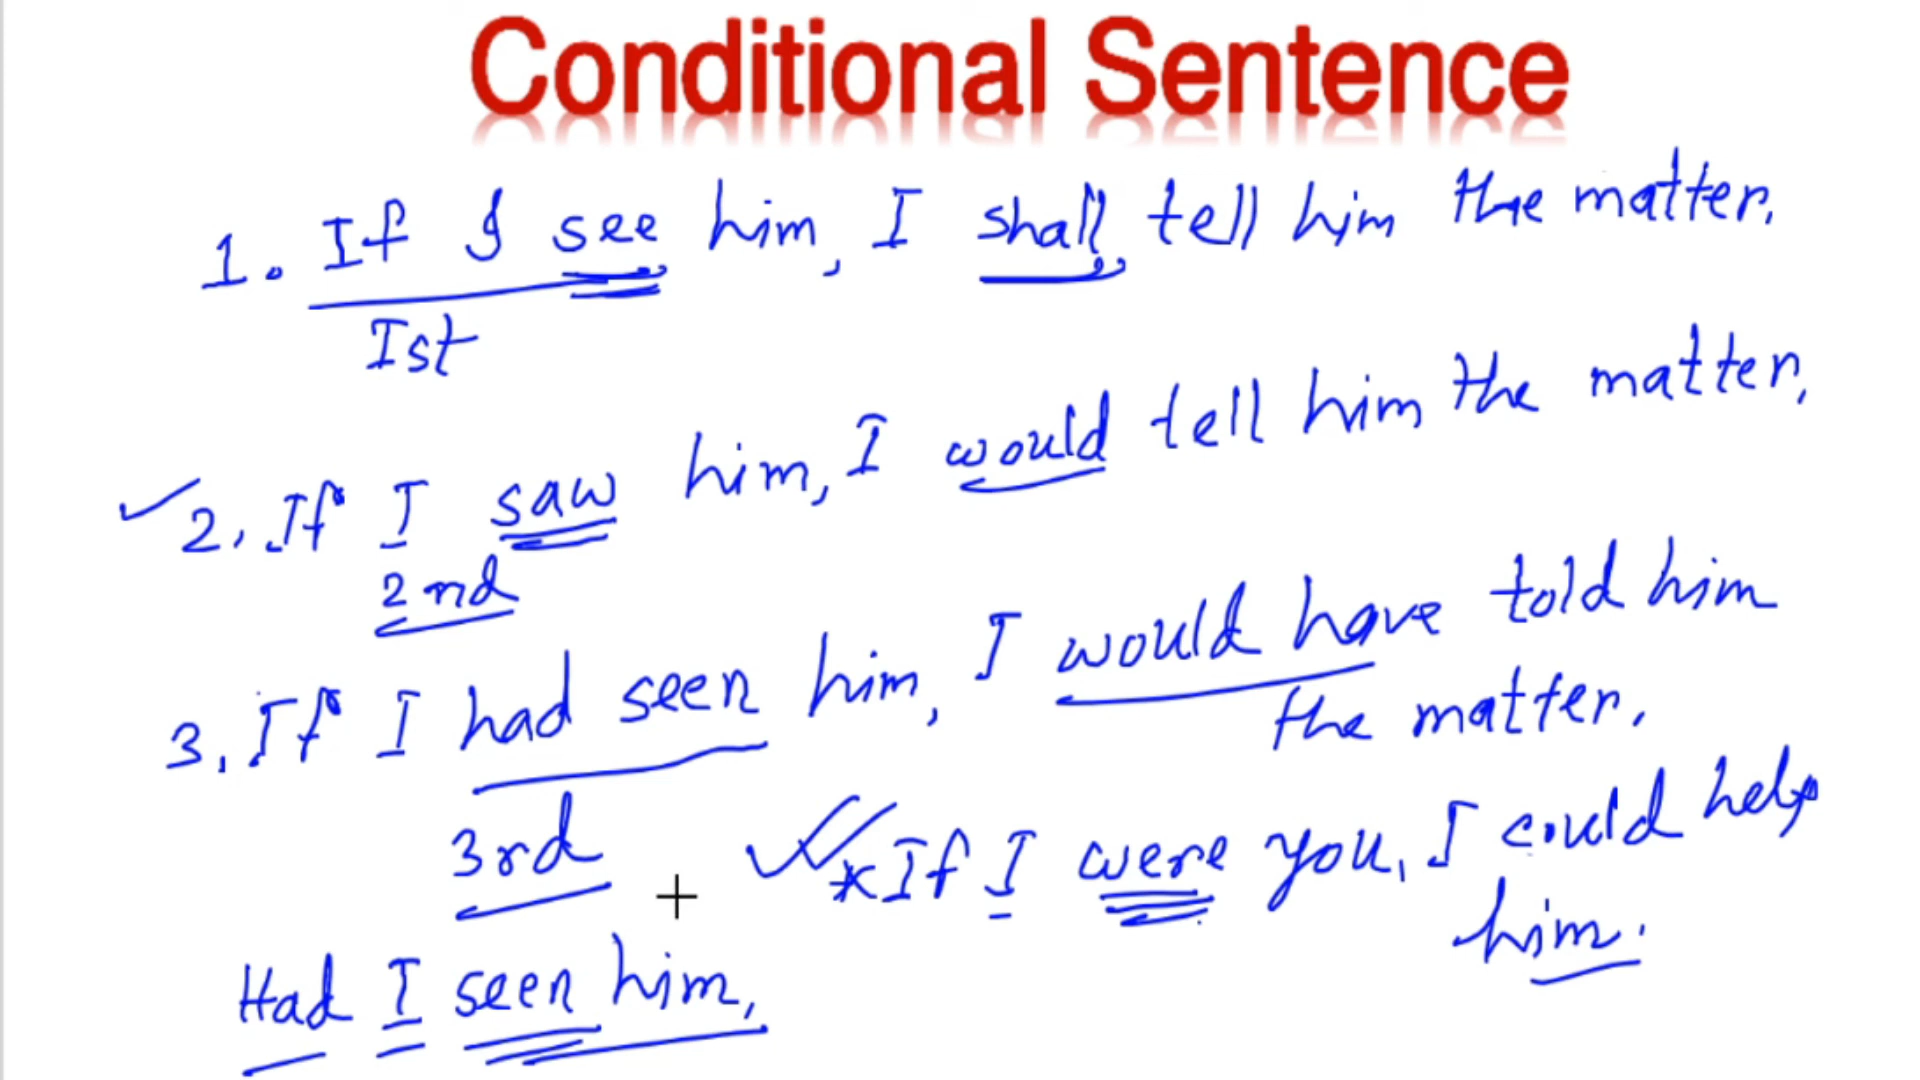 Conditional Sentence
1. If I see him, I shall tell him the matter.
Ist
2. If I saw him, I would tell him the matter.
2nd
3. If I had seen him, I would have told him
the matter.
3rd
*If I were you, I could help
him.
Had I seen him,